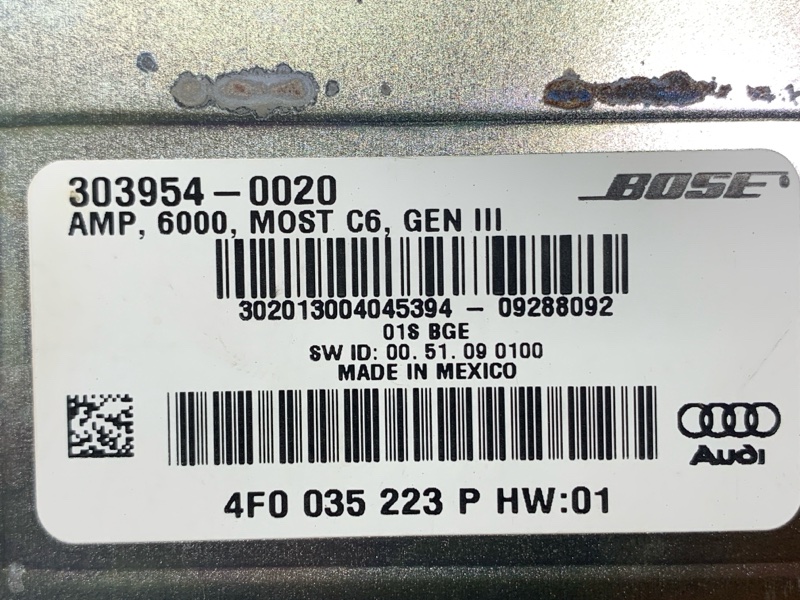 303954-0020
BOSE
AMP, 6000, MOST C6, GEN III
302013004045394 - 09288092
01S BGE
SW ID: 00. 51. 09 0100
MADE IN MEXICO
Audi
4F0 035 223 P HW:01